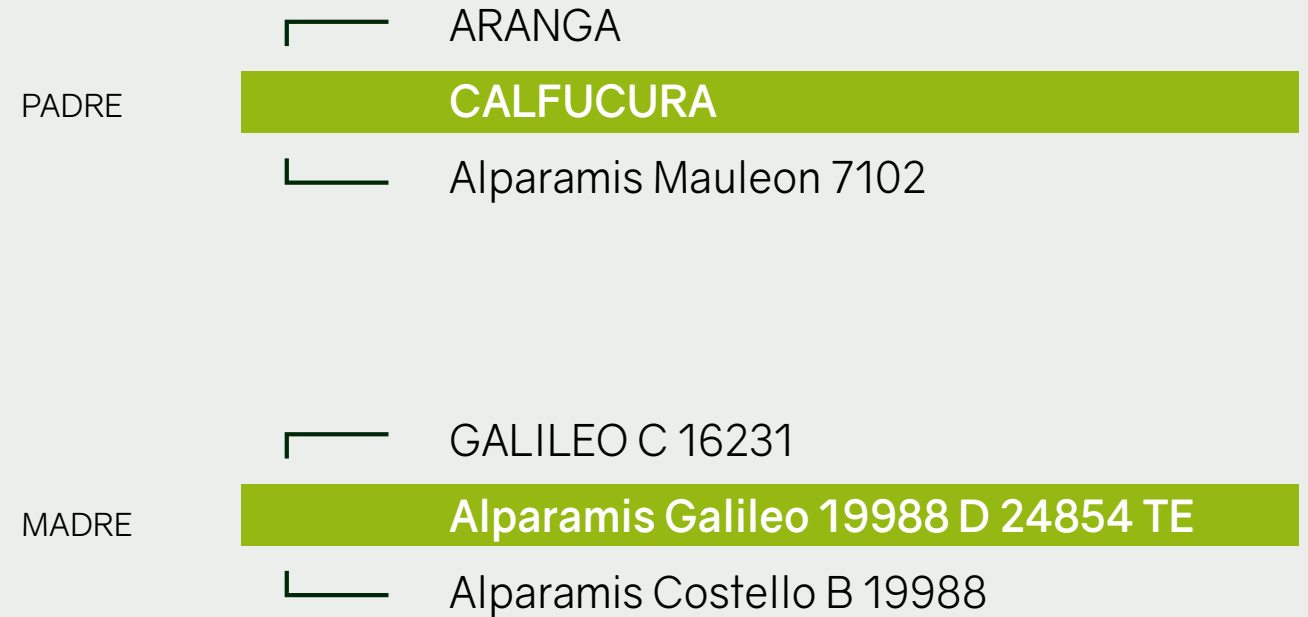 ARANGA
PADRE CALFUCURA
Alparamis Mauleon 7102
GALILEO C 16231
MADRE Alparamis Galileo 19988 D 24854 TE
Alparamis Costello B 19988